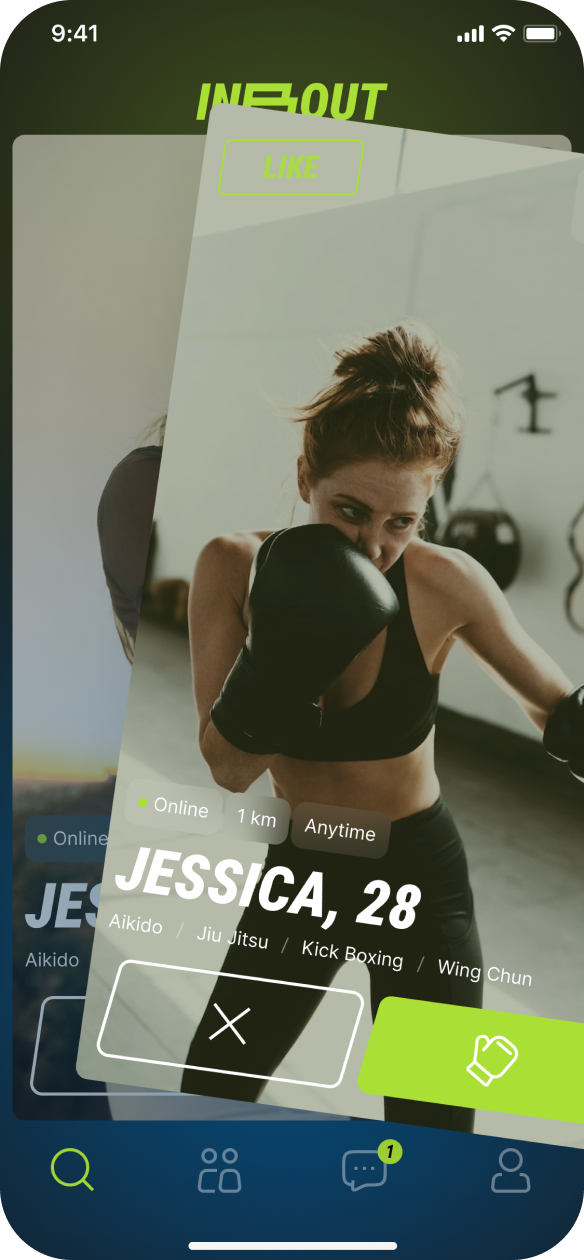 9:41
IN OUT
LIKE
Online
1 km
Anytime
JESSICA, 28
Aikido / Jiu Jitsu / Kick Boxing / Wing Chun
Online
JES
Aikido
1